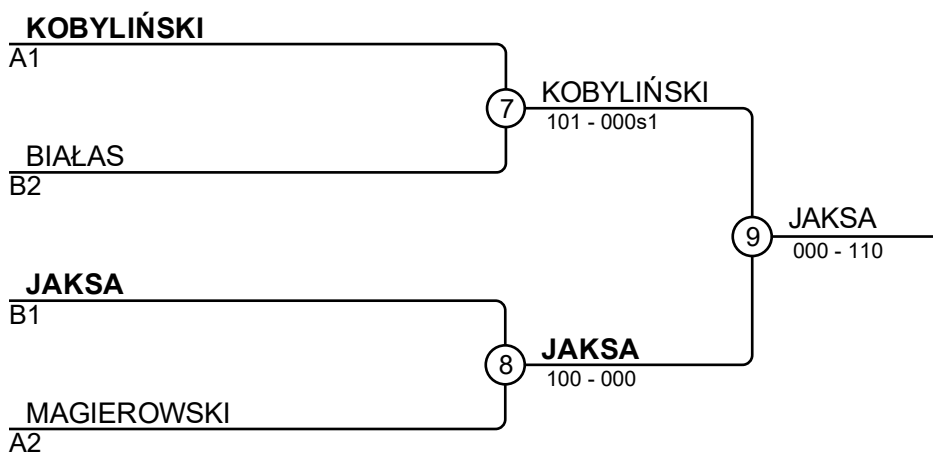 KOBYLIŃSKI
A1
7
KOBYLIŃSKI
101 - 000s1
BIAŁAS
B2
9
JAKSA
000 - 110
JAKSA
B1
8
JAKSA
100 - 000
MAGIEROWSKI
A2